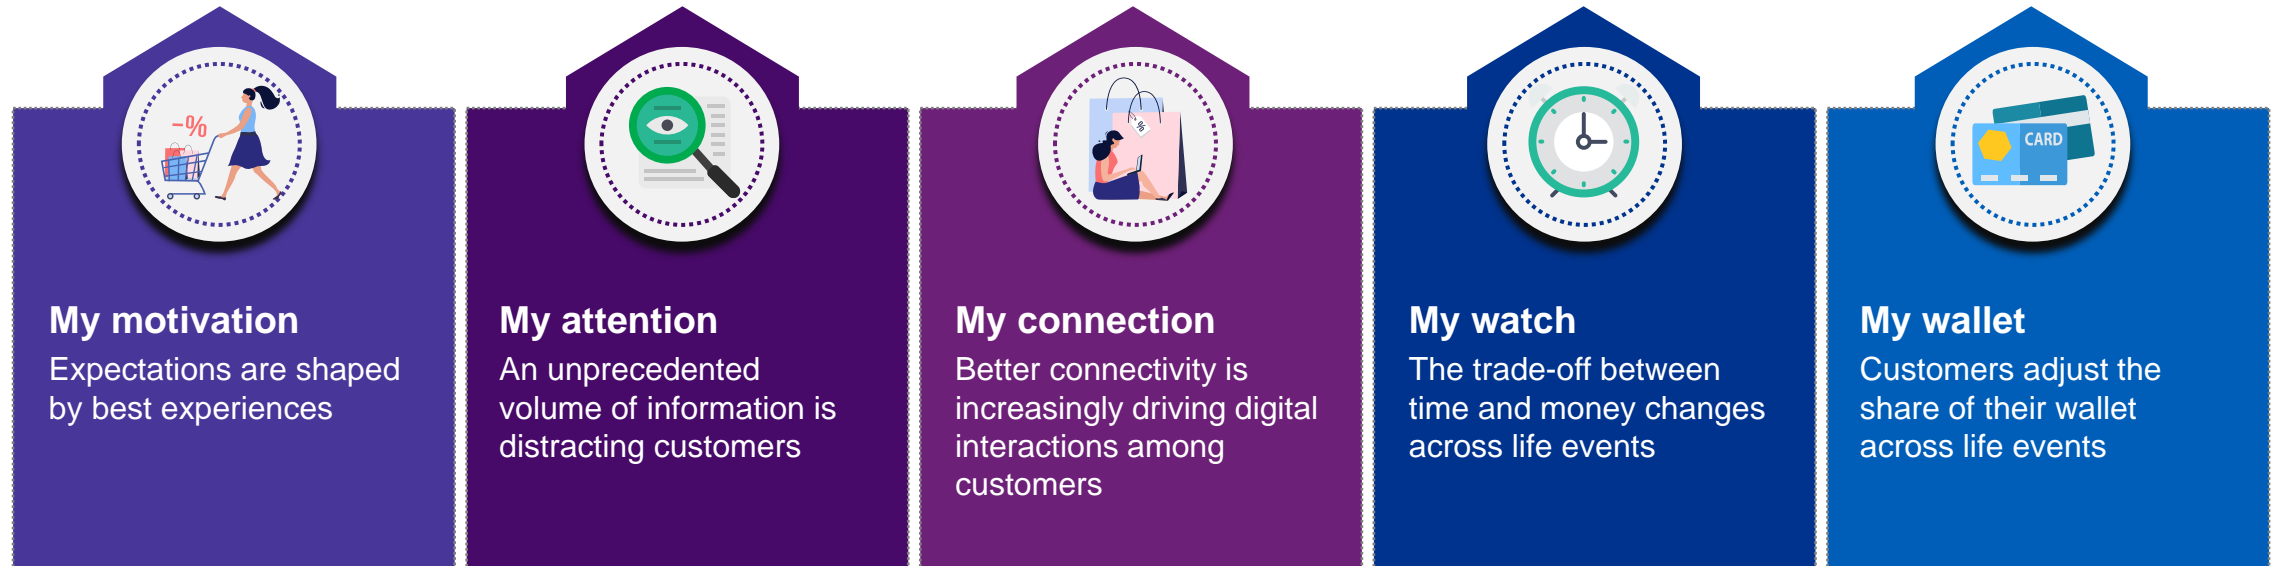 -%
My motivation
Expectations are shaped
by best experiences
My attention
An unprecedented
volume of information is
distracting customers
%
My connection
Better connectivity is
increasingly driving digital
interactions among
customers
My watch
The trade-off between
time and money changes
across life events
CARD
My wallet
Customers adjust the
share of their wallet
across life events